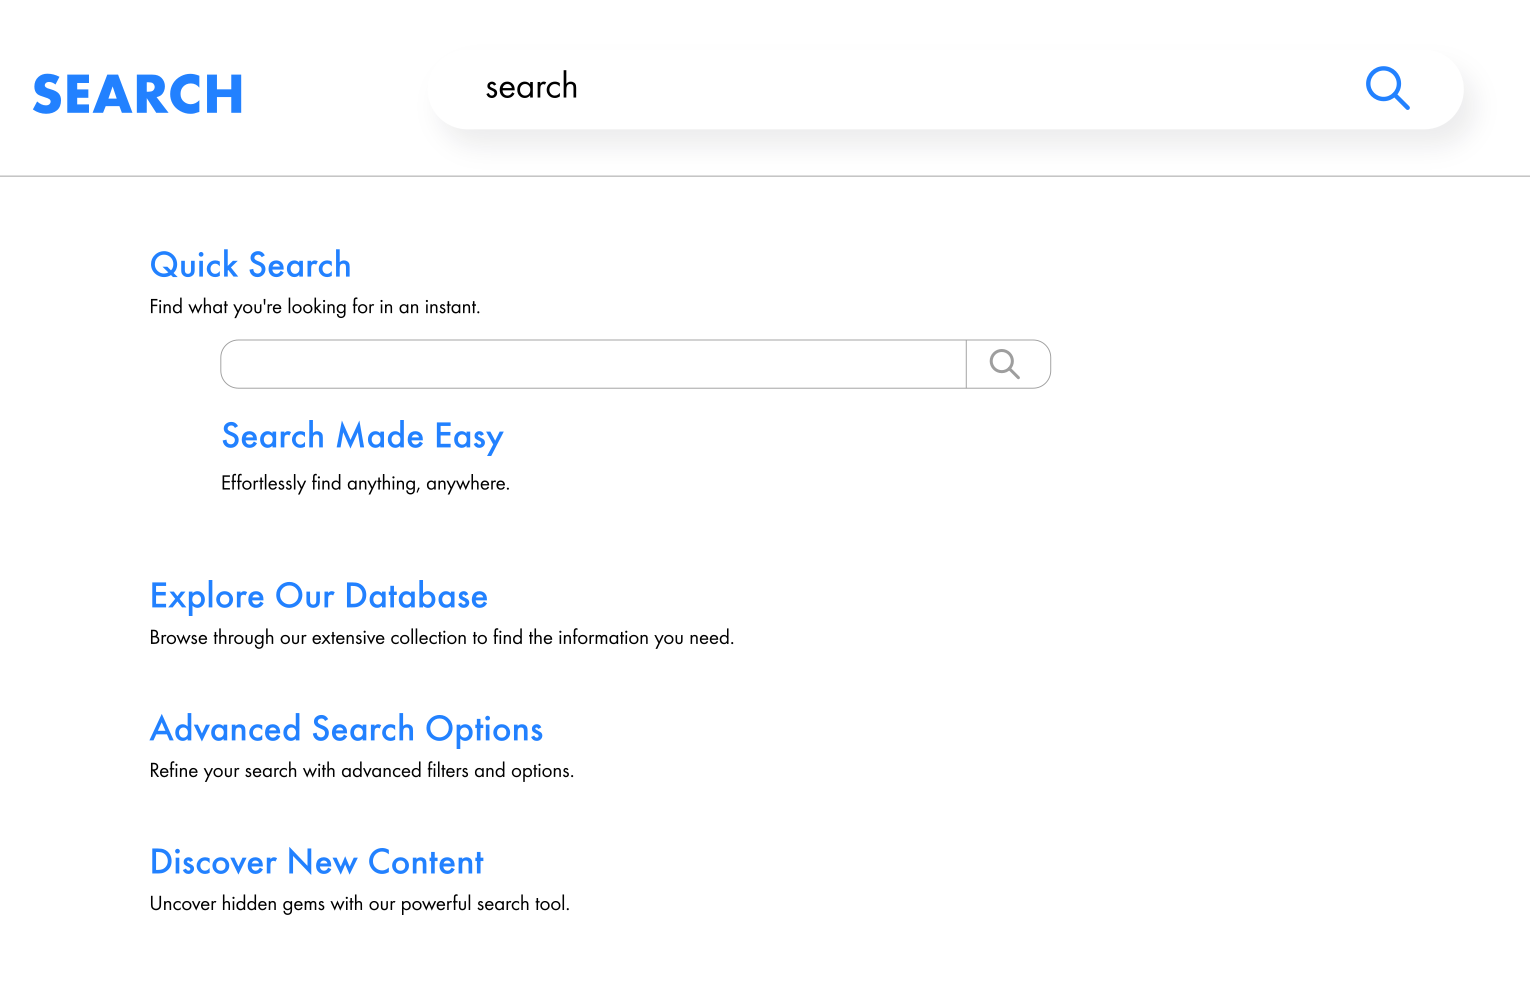 SEARCH
search
Quick Search
Find what you're looking for in an instant.
Search Made Easy
Effortlessly find anything, anywhere.
Explore Our Database
Browse through our extensive collection to find the information you need.
Advanced Search Options
Refine your search with advanced filters and options.
Discover New Content
Uncover hidden gems with our powerful search tool.